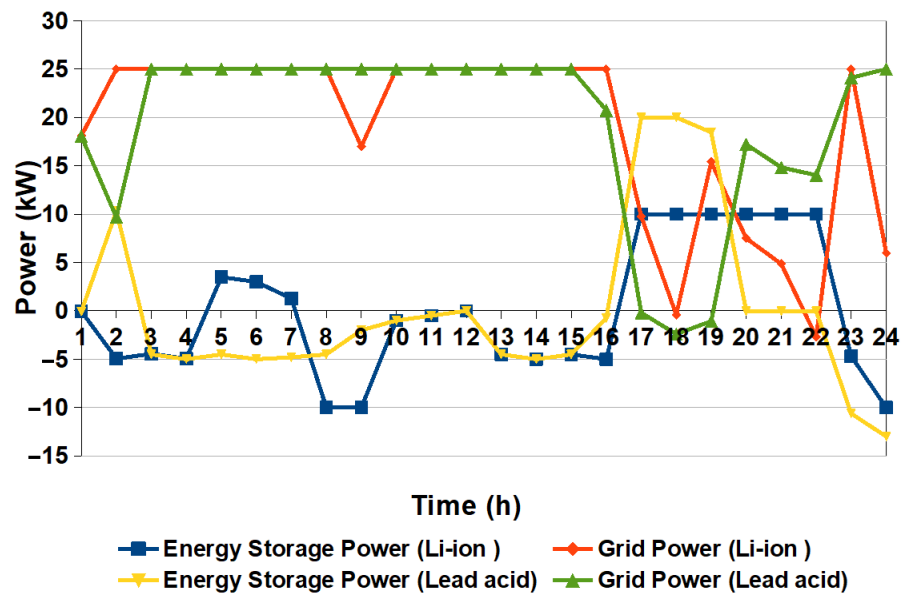 30
25
20
15
10
5
0
−5
−10
−15
Power (kW)
1 2 3 4 5 6 7 8 9 10 11 12 13 14 15 16 17 18 19 20 21 22 23 24
Time (h)
Energy Storage Power (Li-ion ) Grid Power (Li-ion )
Energy Storage Power (Lead acid) Grid Power (Lead acid)